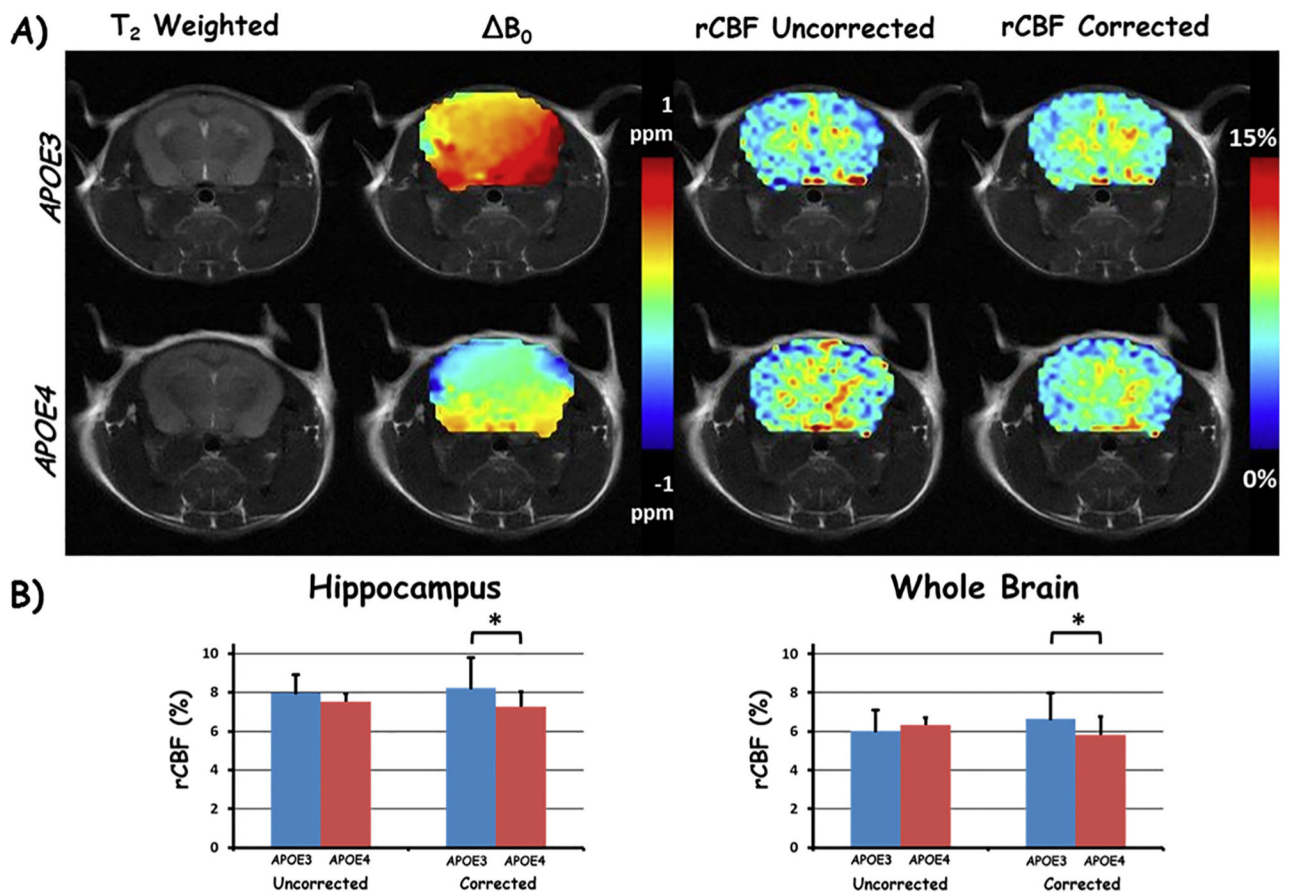 A)
T₂ Weighted
ΔB₀
rCBF Uncorrected
rCBF Corrected
APOE3
1
ppm
15%
APOE4
-1
ppm
0%
B)
Hippocampus
Whole Brain
*
*
rCBF (%)
10
8
6
4
2
0
APOE3 APOE4 APOE3 APOE4
Uncorrected Corrected
rCBF (%)
10
8
6
4
2
0
APOE3 APOE4 APOE3 APOE4
Uncorrected Corrected